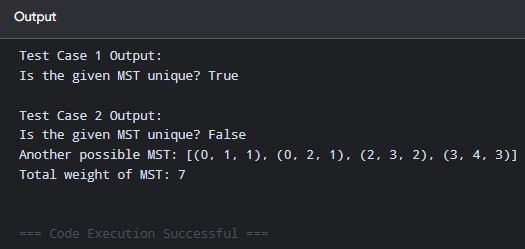 Output
Test Case 1 Output:
Is the given MST unique? True
Test Case 2 Output:
Is the given MST unique? False
Another possible MST: [(0, 1, 1), (0, 2, 1), (2, 3, 2), (3, 4, 3)]
Total weight of MST: 7
=== Code Execution Successful ===